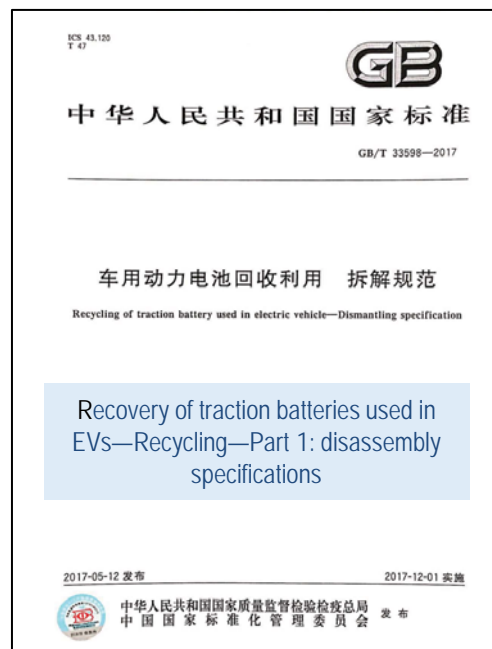 ICS 43.120
T 47
GB
中华人民共和国国家标准
GB/T 33598—2017
车用动力电池回收利用 拆解规范
Recycling of traction battery used in electric vehicle—Dismantling specification
Recovery of traction batteries used in
EVs—Recycling—Part 1: disassembly
specifications
2017-05-12 发布
2017-12-01 实施
中华人民共和国国家质量监督检验检疫总局
中国国家标准化管理委员会
发布